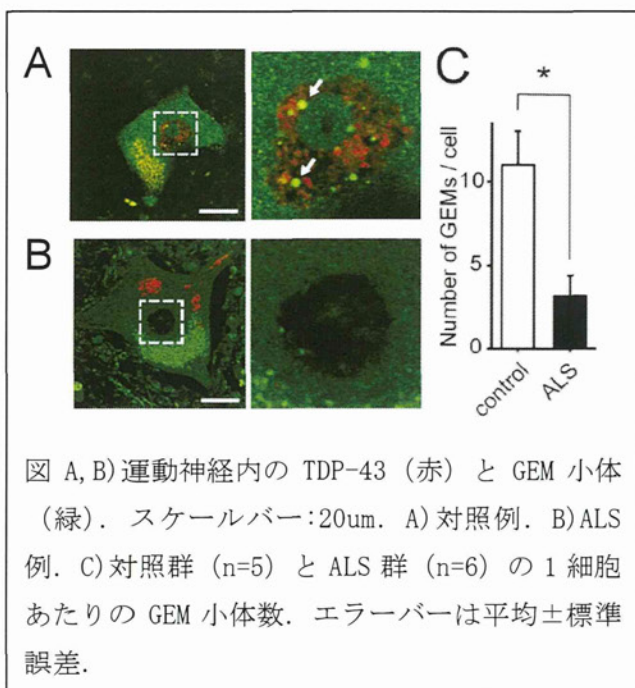 A
B
C
*
Number of GEMs / cell
10
5
0
control
ALS
図 A,B)運動神経内の TDP-43（赤）と GEM 小体
（緑）．スケールバー:20um．A)対照例．B)ALS
例．C)対照群（n=5）と ALS 群（n=6）の 1 細胞
あたりの GEM 小体数．エラーバーは平均±標準
誤差．